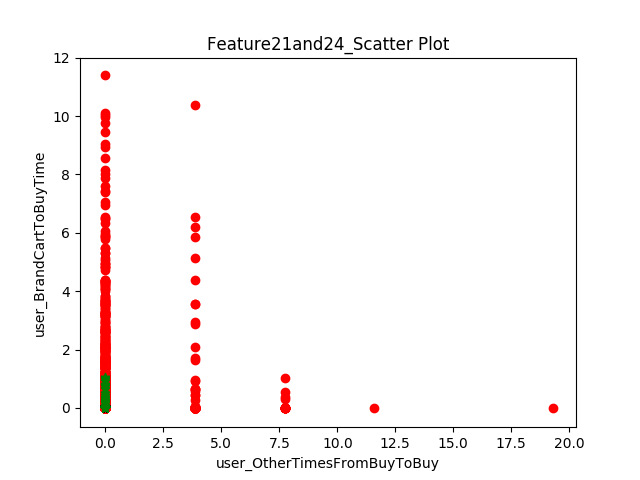 Feature21and24_Scatter Plot
12
10
8
6
4
2
0
user_BrandCartToBuyTime
0.0 2.5 5.0 7.5 10.0 12.5 15.0 17.5 20.0
user_OtherTimesFromBuyToBuy